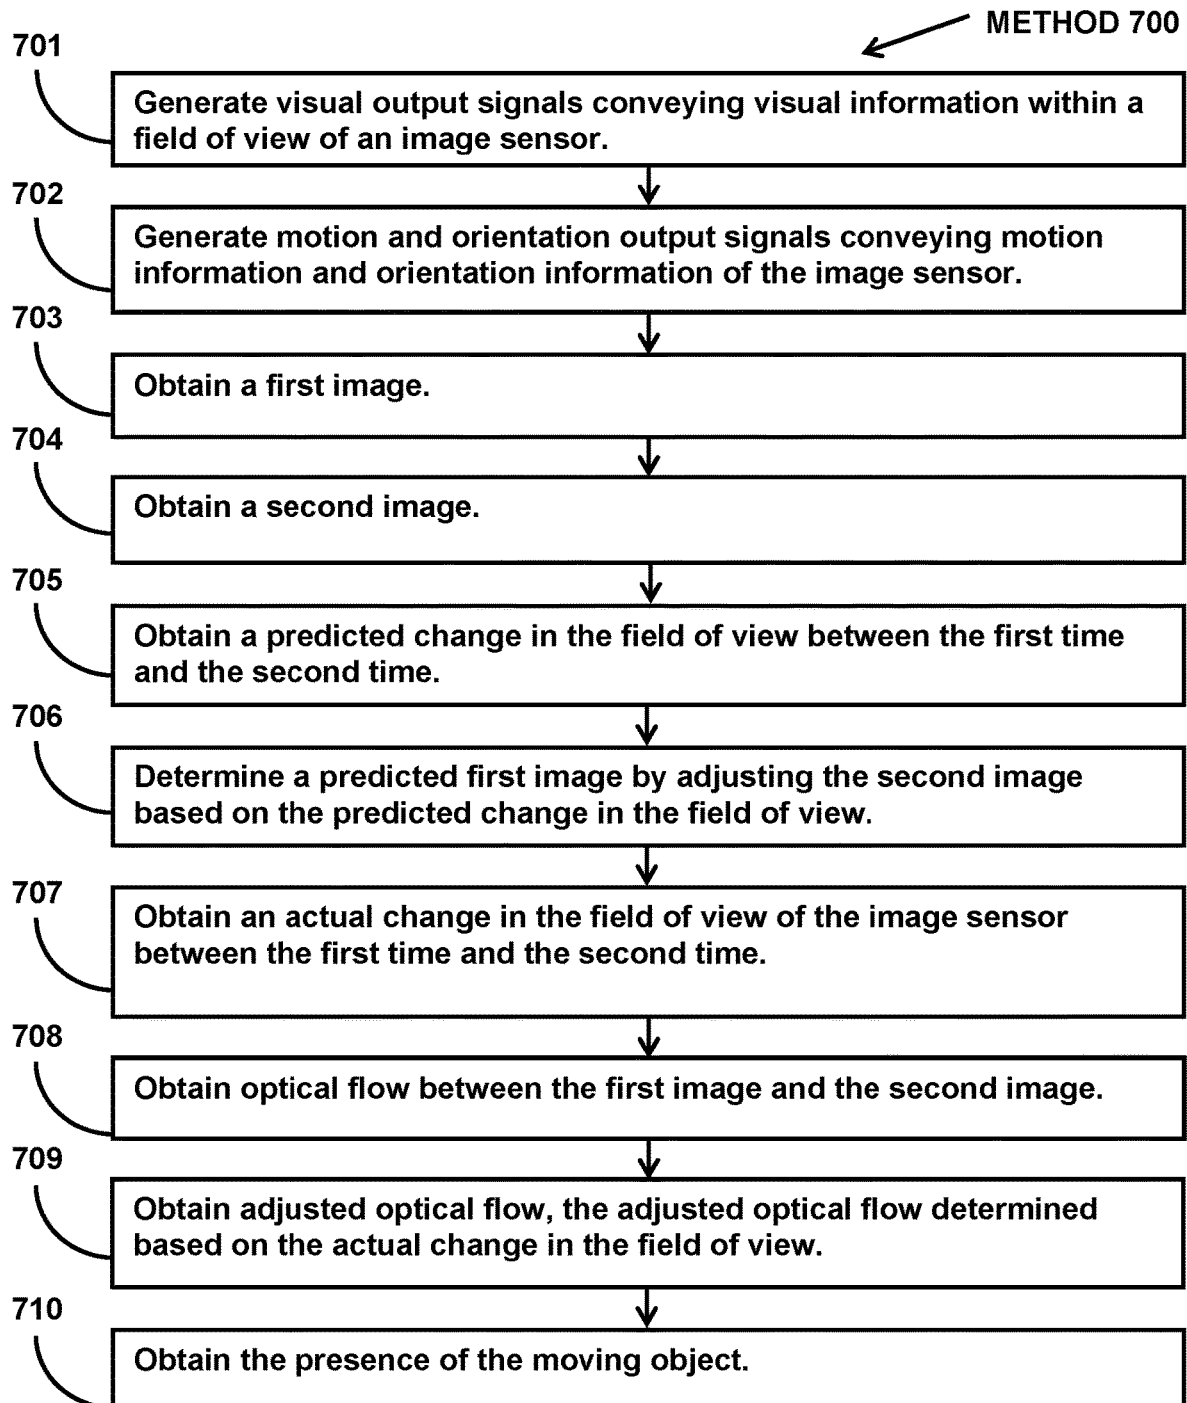 METHOD 700
701
Generate visual output signals conveying visual information within a
field of view of an image sensor.
702
Generate motion and orientation output signals conveying motion
information and orientation information of the image sensor.
703
Obtain a first image.
704
Obtain a second image.
705
Obtain a predicted change in the field of view between the first time
and the second time.
706
Determine a predicted first image by adjusting the second image
based on the predicted change in the field of view.
707
Obtain an actual change in the field of view of the image sensor
between the first time and the second time.
708
Obtain optical flow between the first image and the second image.
709
Obtain adjusted optical flow, the adjusted optical flow determined
based on the actual change in the field of view.
710
Obtain the presence of the moving object.